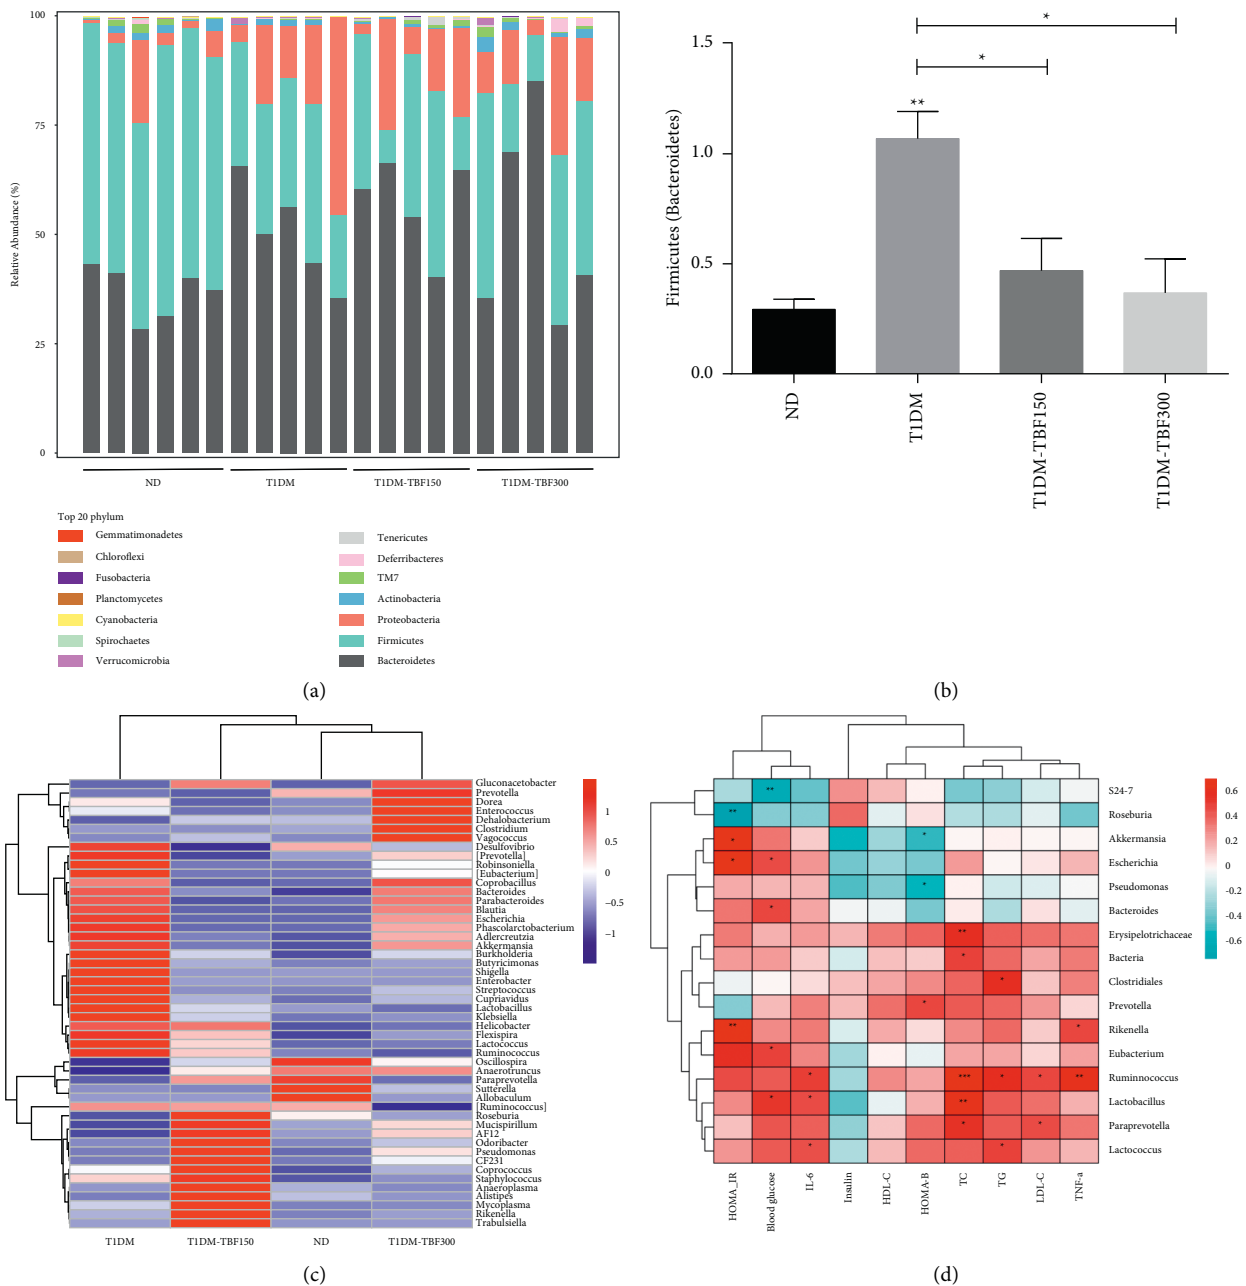 100
75
50
25
0
Relative Abundance (%)
ND
T1DM
T1DM-TBF150
T1DM-TBF300
Top 20 phylum
Gemmatimonadetes
Chloroflexi
Fusobacteria
Planctomycetes
Cyanobacteria
Spirochaetes
Verrucomicrobia
Tenericutes
Deferribacteres
TM7
Actinobacteria
Proteobacteria
Firmicutes
Bacteroidetes
(a)
1.5
1.0
0.5
0.0
Firmicutes (Bacteroidetes)
*
*
**
ND
T1DM
T1DM-TBF150
T1DM-TBF300
(b)
Gluconacetobacter
Prevotella
Dorea
Enterococcus
Dehalobacterium
Clostridium
Vagococcus
Desulfovibrio
[Prevotella]
Robinsoniella
[Eubacterium]
Coprobacillus
Bacteroides
Parabacteroides
Blautia
Escherichia
Phascolarctobacterium
Adlercreutzia
Akkermansia
Burkholderia
Butyricimonas
Shigella
Enterobacter
Streptococcus
Cupriavidus
Lactobacillus
Klebsiella
Helicobacter
Flexispira
Lactococcus
Ruminococcus
Oscillospira
Anaerotruncus
Paraprevotella
Sutterella
Allobaculum
[Ruminococcus]
Roseburia
Mucispirillum
AF12
Odoribacter
Pseudomonas
CF231
Coprococcus
Staphylococcus
Anaeroplasma
Alistipes
Mycoplasma
Rikenella
Trabulsiella
1
0.5
0
−0.5
−1
T1DM
T1DM-TBF150
ND
T1DM-TBF300
(c)
S24-7
**
Roseburia
**
Akkermansia
* *
Escherichia
* *
Pseudomonas
*
Bacteroides
*
Erysipelotrichaceae
**
Bacteria
*
Clostridiales
*
Prevotella
*
Rikenella
** *
Eubacterium
*
Ruminnococcus
* *** * * **
Lactobacillus
* * **
Paraprevotella
* *
Lactococcus
* *
0.6
0.4
0.2
0
-0.2
-0.4
-0.6
HOMA_IR
Blood glucose
IL-6
Insulin
HDL-C
HOMA-B
TC
TG
LDL-C
TNF-a
(d)